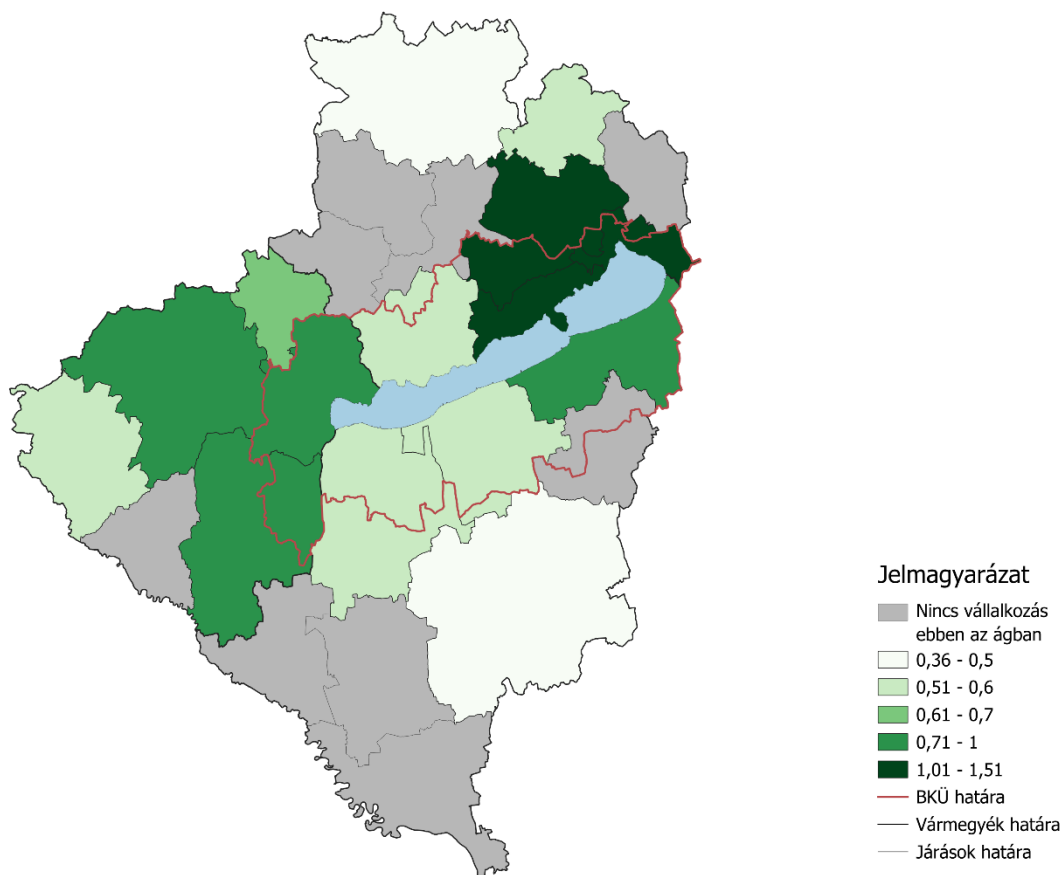 Jelmagyarázat
Nincs vállalkozás
ebben az ágban
0,36 - 0,5
0,51 - 0,6
0,61 - 0,7
0,71 - 1
1,01 - 1,51
BKÜ határa
Vármegyék határa
Járások határa